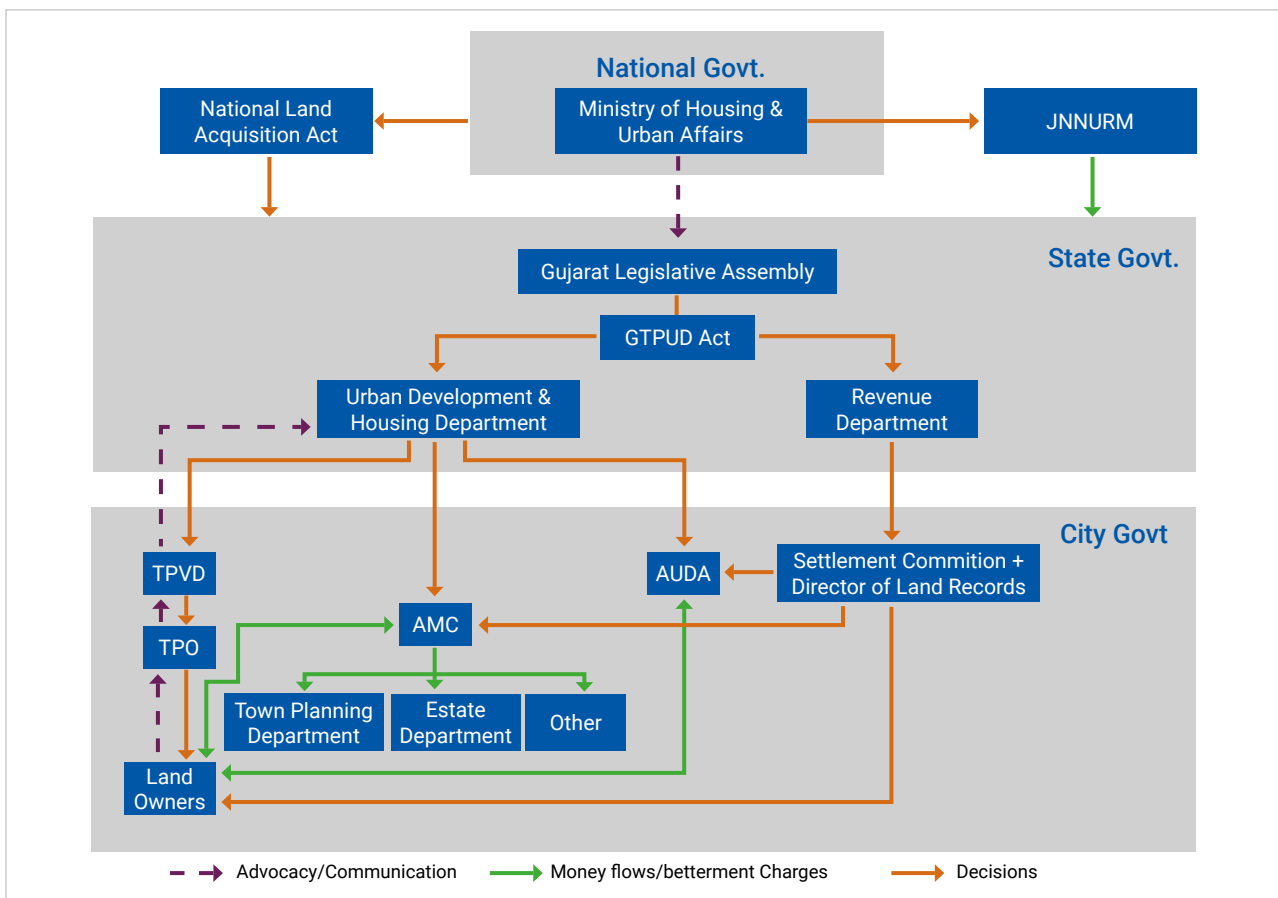 National Govt.
National Land
Acquisition Act
Ministry of Housing &
Urban Affairs
JNNURM
State Govt.
Gujarat Legislative Assembly
GTPUD Act
Urban Development &
Housing Department
Revenue
Department
City Govt
TPVD
AUDA
Settlement Commition +
Director of Land Records
AMC
TPO
Town Planning
Department
Estate
Department
Other
Land
Owners
Advocacy/Communication
Money flows/betterment Charges
Decisions